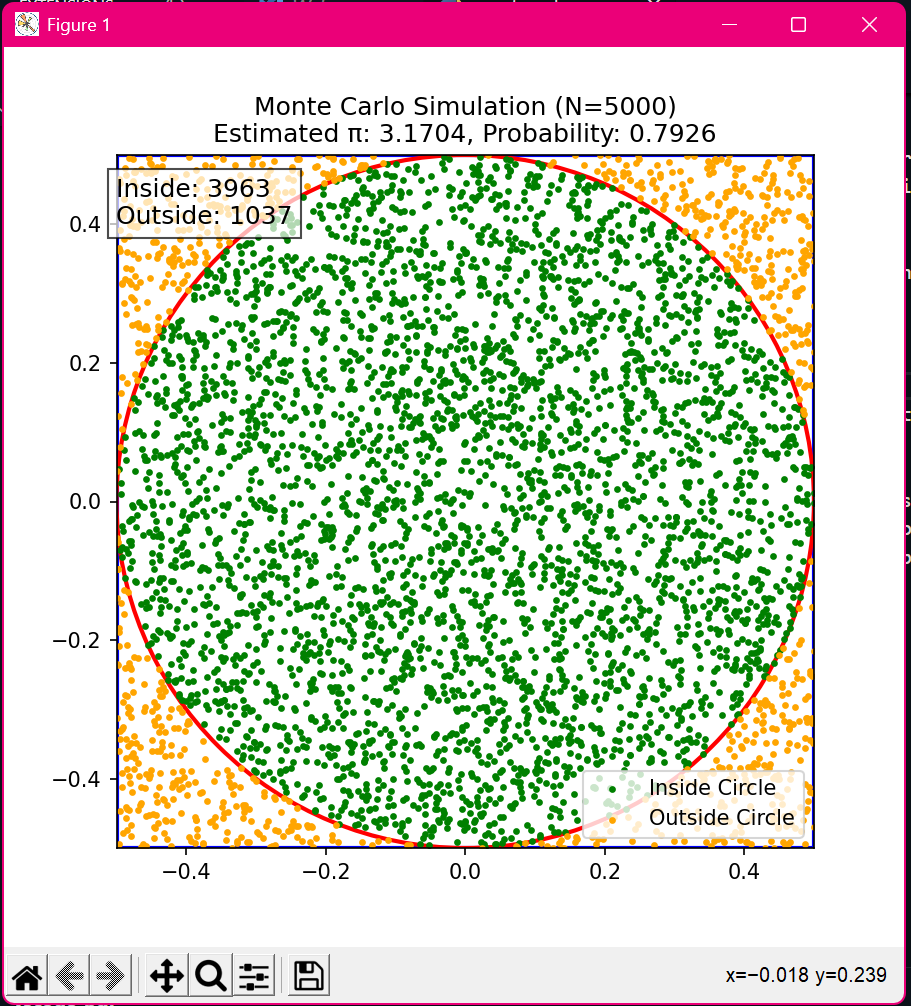 Figure 1
Monte Carlo Simulation (N=5000)
Estimated π: 3.1704, Probability: 0.7926
Inside: 3963
Outside: 1037
0.4
0.2
0.0
−0.2
−0.4
−0.4
−0.2
0.0
0.2
0.4
Inside Circle
Outside Circle
x=−0.018 y=0.239